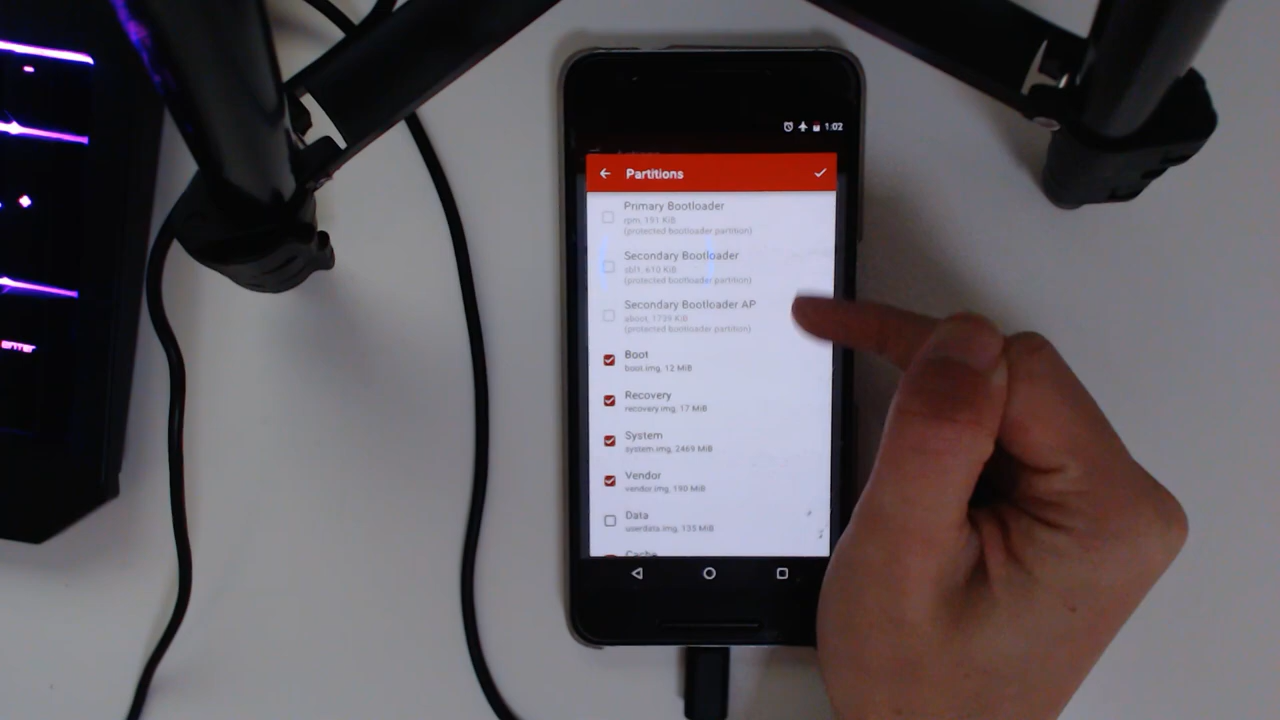 1:02
Partitions
Primary Bootloader
rpm, 191 KiB
(protected bootloader partition)
Secondary Bootloader
sbl1, 610 KiB
(protected bootloader partition)
Secondary Bootloader AP
aboot, 1739 KiB
(protected bootloader partition)
Boot
boot.img, 12 MiB
Recovery
recovery.img, 17 MiB
System
system.img, 2469 MiB
Vendor
vendor.img, 190 MiB
Data
userdata.img, 135 MiB
Cache
ENTER